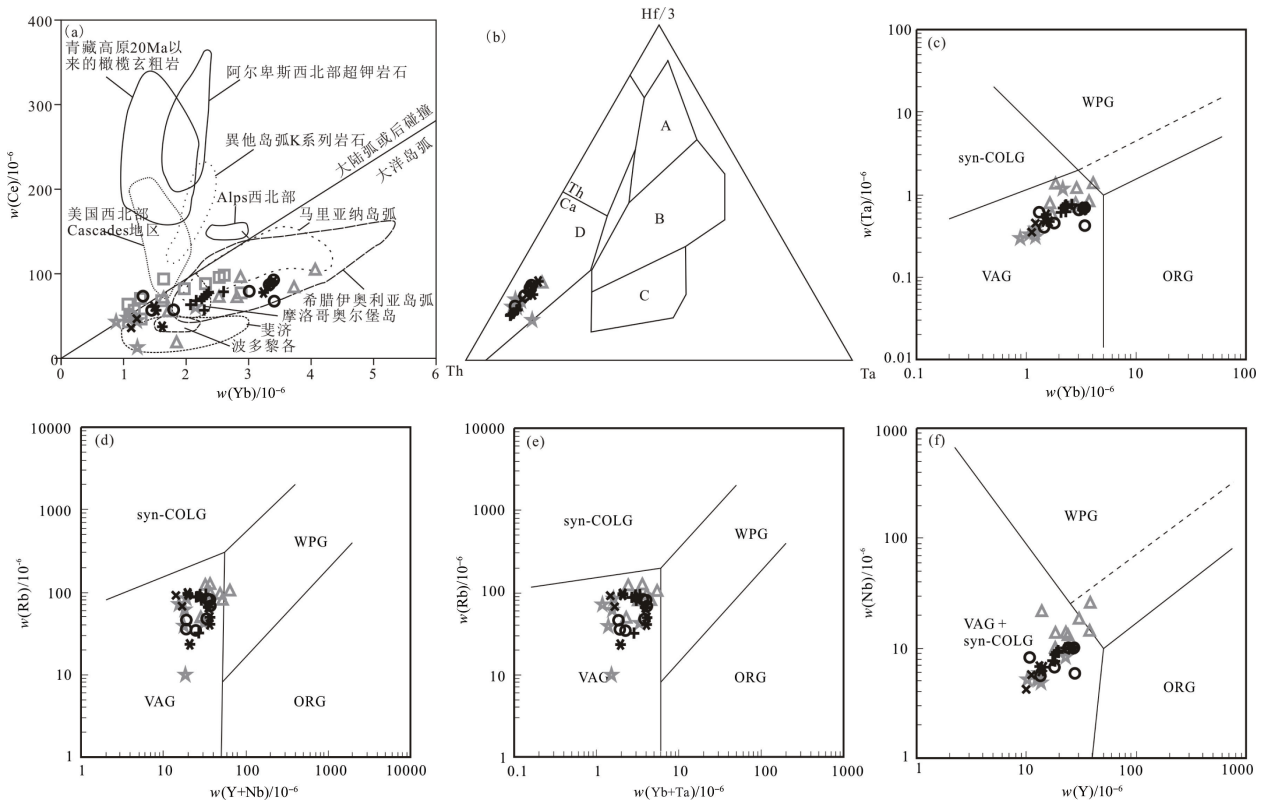 (a)
400
300
200
100
0
0
1
2
3
4
5
6
w(Ce)/10⁻⁶
w(Yb)/10⁻⁶
青藏高原20Ma以
来的橄榄玄粗岩
阿尔卑斯西北部超钾岩石
異他岛弧K系列岩石
大陆弧或后碰撞
大洋岛弧
Alps西北部
美国西北部
Cascades地区
马里亚纳岛弧
希腊伊奥利亚岛弧
摩洛哥奥尔堡岛
斐济
波多黎各
(b)
Hf/3
A
Th
Ca
B
D
C
Th
Ta
(c)
100
10
1
0.1
0.01
0.1
1
10
100
w(Ta)/10⁻⁶
w(Yb)/10⁻⁶
WPG
syn-COLG
VAG
ORG
(d)
10000
1000
100
10
1
1
10
100
1000
10000
w(Rb)/10⁻⁶
w(Y+Nb)/10⁻⁶
syn-COLG
WPG
VAG
ORG
(e)
10000
1000
100
10
1
0.1
1
10
100
1000
w(Rb)/10⁻⁶
w(Yb+Ta)/10⁻⁶
syn-COLG
WPG
VAG
ORG
(f)
1000
100
10
1
1
10
100
1000
w(Nb)/10⁻⁶
w(Y)/10⁻⁶
WPG
VAG +
syn-COLG
ORG